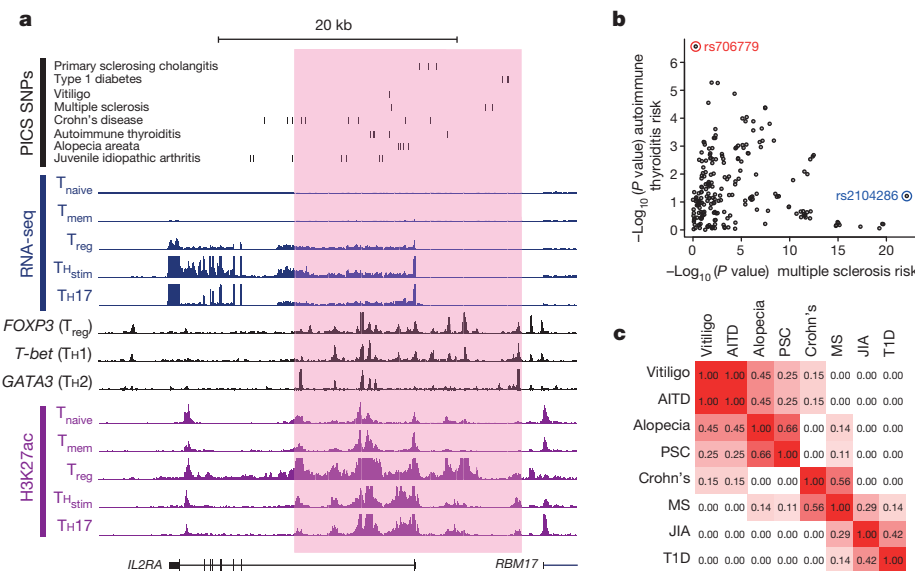 a
20 kb
PICS SNPs
Primary sclerosing cholangitis
Type 1 diabetes
Vitiligo
Multiple sclerosis
Crohn's disease
Autoimmune thyroiditis
Alopecia areata
Juvenile idiopathic arthritis
RNA-seq
Tnaive
Tmem
Treg
THstim
TH17
FOXP3 (Treg)
T-bet (TH1)
GATA3 (TH2)
H3K27ac
Tnaive
Tmem
Treg
THstim
TH17
IL2RA
RBM17
b
−Log10 (P value) autoimmune
thyroiditis risk
6
5
4
3
2
1
0
rs706779
rs2104286
0 5 10 15 20
−Log10 (P value) multiple sclerosis risk
c
Vitiligo AITD Alopecia PSC Crohn's MS JIA T1D
Vitiligo 1.00 1.00 0.45 0.25 0.15 0.00 0.00 0.00
AITD 1.00 1.00 0.45 0.25 0.15 0.00 0.00 0.00
Alopecia 0.45 0.45 1.00 0.66 0.00 0.14 0.00 0.00
PSC 0.25 0.25 0.66 1.00 0.00 0.11 0.00 0.00
Crohn's 0.15 0.15 0.00 0.00 1.00 0.56 0.00 0.00
MS 0.00 0.00 0.14 0.11 0.56 1.00 0.29 0.14
JIA 0.00 0.00 0.00 0.00 0.00 0.29 1.00 0.42
T1D 0.00 0.00 0.00 0.00 0.00 0.14 0.42 1.00